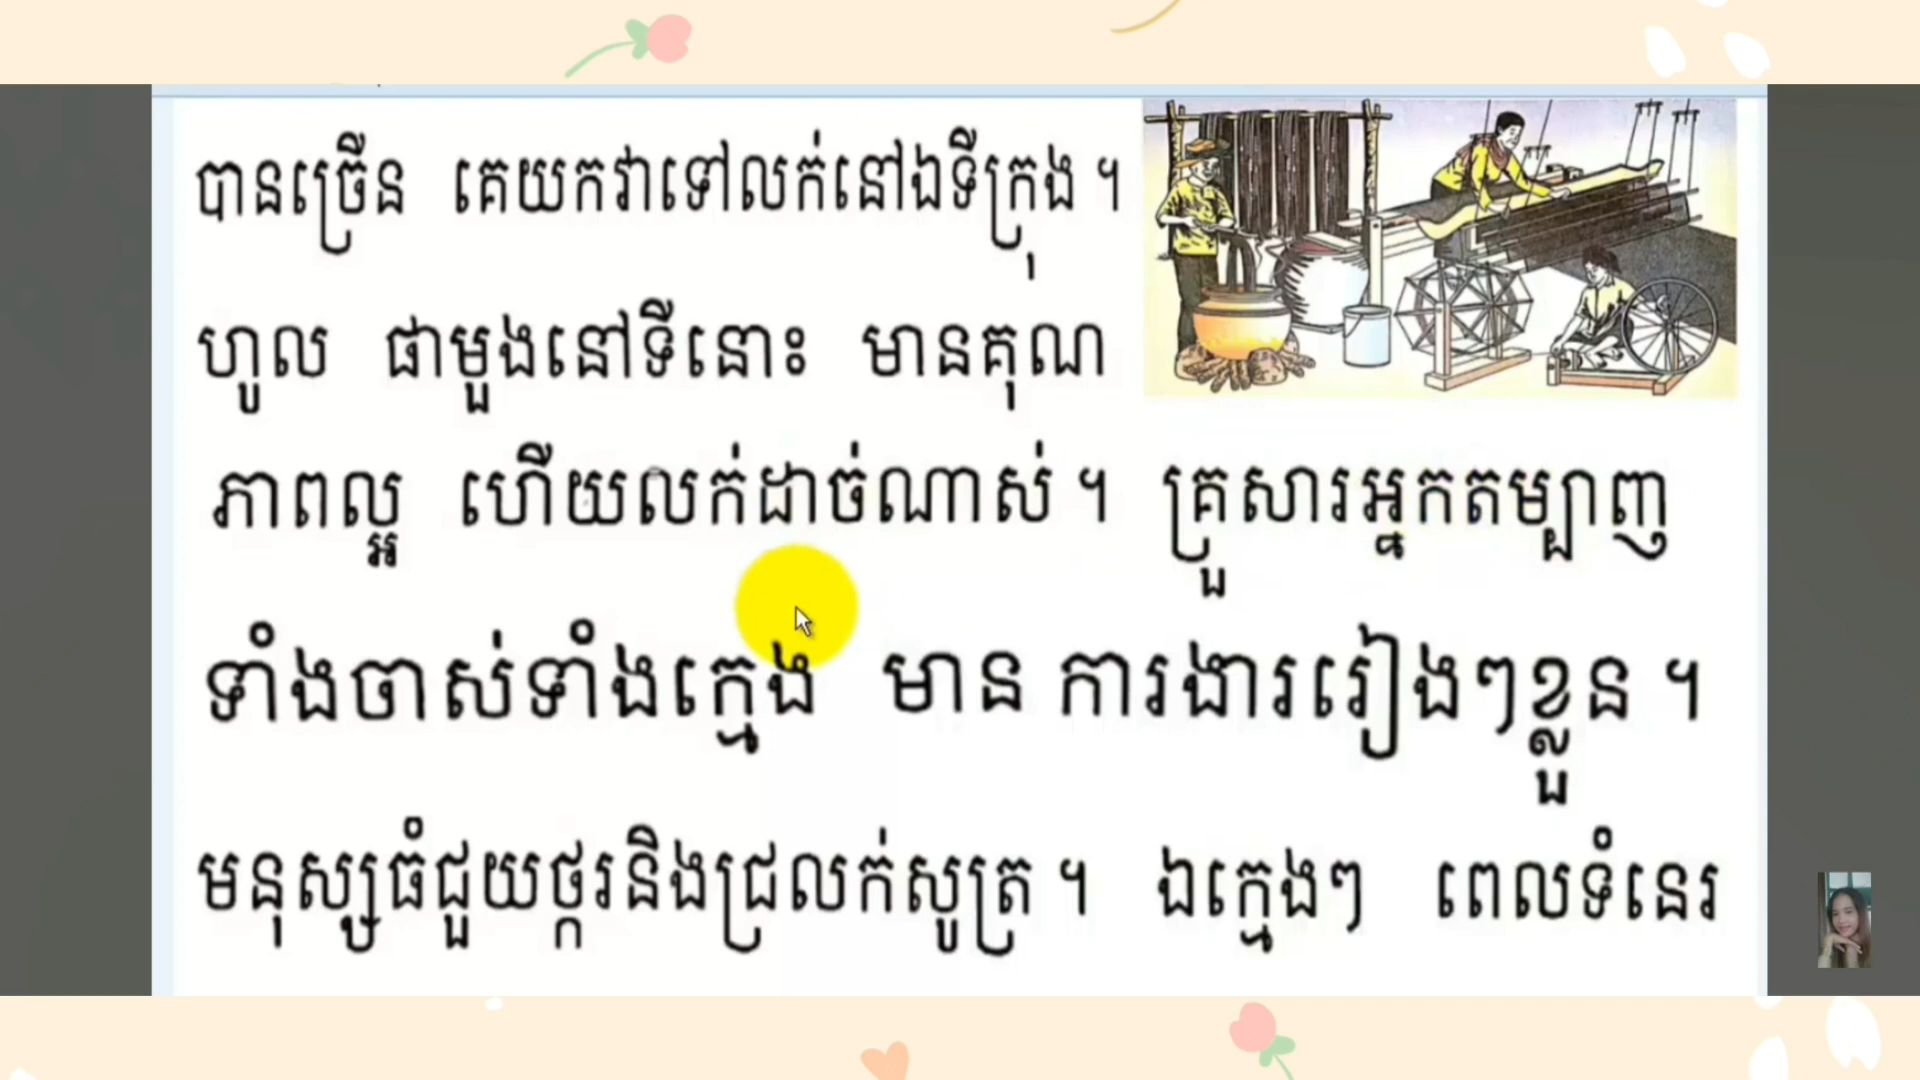 បានច្រើន គេយកវាទៅលក់នៅឯទីក្រុង ។
ហូល ផាមួងនៅទីនោះ មានគុណ
ភាពល្អ ហើយលក់ដាច់ណាស់ ។ គ្រួសារអ្នកតម្បាញ
ទាំងចាស់ទាំងក្មេង មាន ការងាររៀងៗខ្លួន ។
មនុស្សធំជួយថ្ករនិងជ្រលក់សូត្រ ។ ឯក្មេងៗ ពេលទំនេរ